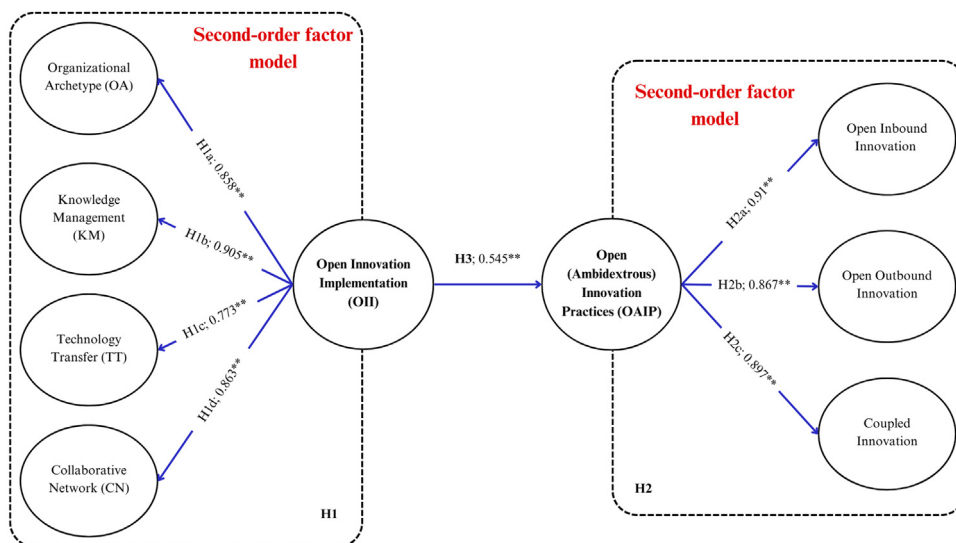 Second-order factor
model
Organizational
Archetype (OA)
H1a; 0.858**
Knowledge
Management
(KM)
H1b; 0.905**
Technology
Transfer (TT)
H1c; 0.773**
Collaborative
Network (CN)
H1d; 0.863**
H1
Open Innovation
Implementation
(OII)
H3; 0.545**
Open
(Ambidextrous)
Innovation
Practices (OAIP)
Second-order factor
model
H2a; 0.91**
Open Inbound
Innovation
H2b; 0.867**
Open Outbound
Innovation
H2c; 0.897**
Coupled
Innovation
H2